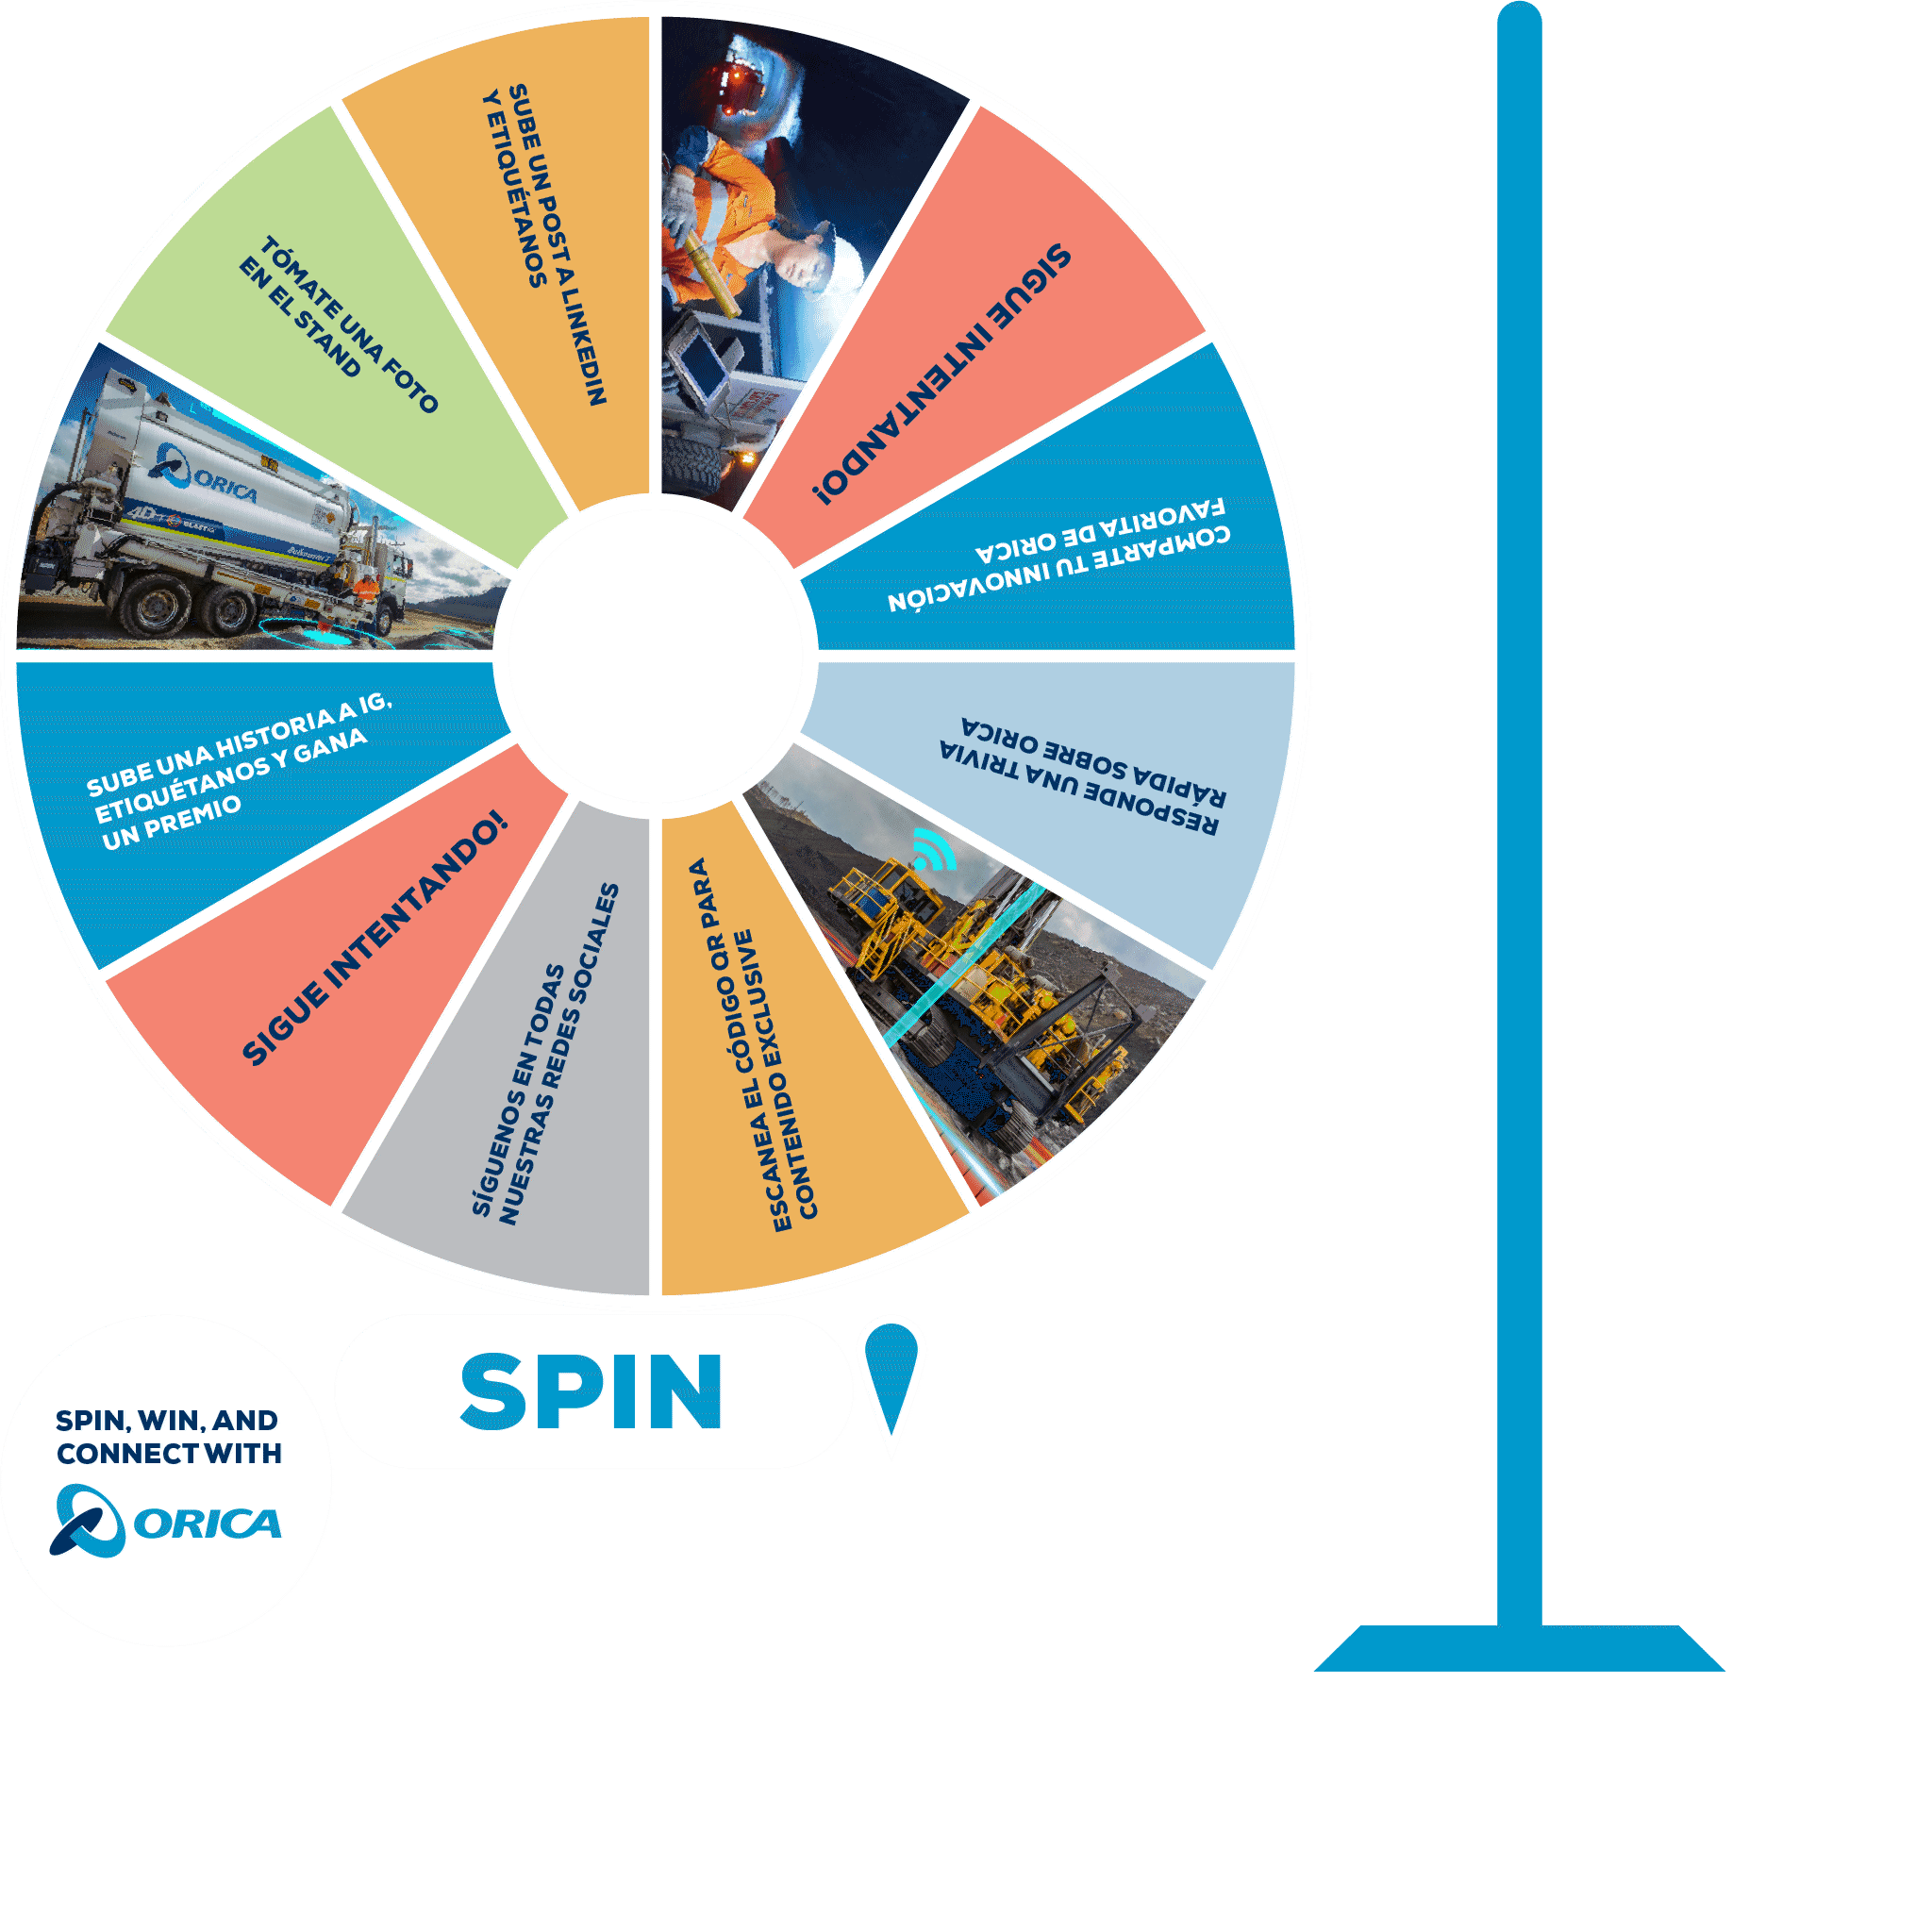 SUBE UN POST A LINKEDIN
Y ETIQUÉTANOS
SIGUE INTENTANDO!
COMPARTE TU INNOVACIÓN
FAVORITA DE ORICA
RESPONDE UNA TRIVIA
RÁPIDA SOBRE ORICA
ESCANEA EL CÓDIGO QR PARA
CONTENIDO EXCLUSIVE
SÍGUENOS EN TODAS
NUESTRAS REDES SOCIALES
SIGUE INTENTANDO!
SUBE UNA HISTORIA A IG,
ETIQUÉTANOS Y GANA
UN PREMIO
ORICA
TÓMATE UNA FOTO
EN EL STAND
SPIN
SPIN, WIN, AND
CONNECT WITH
ORICA